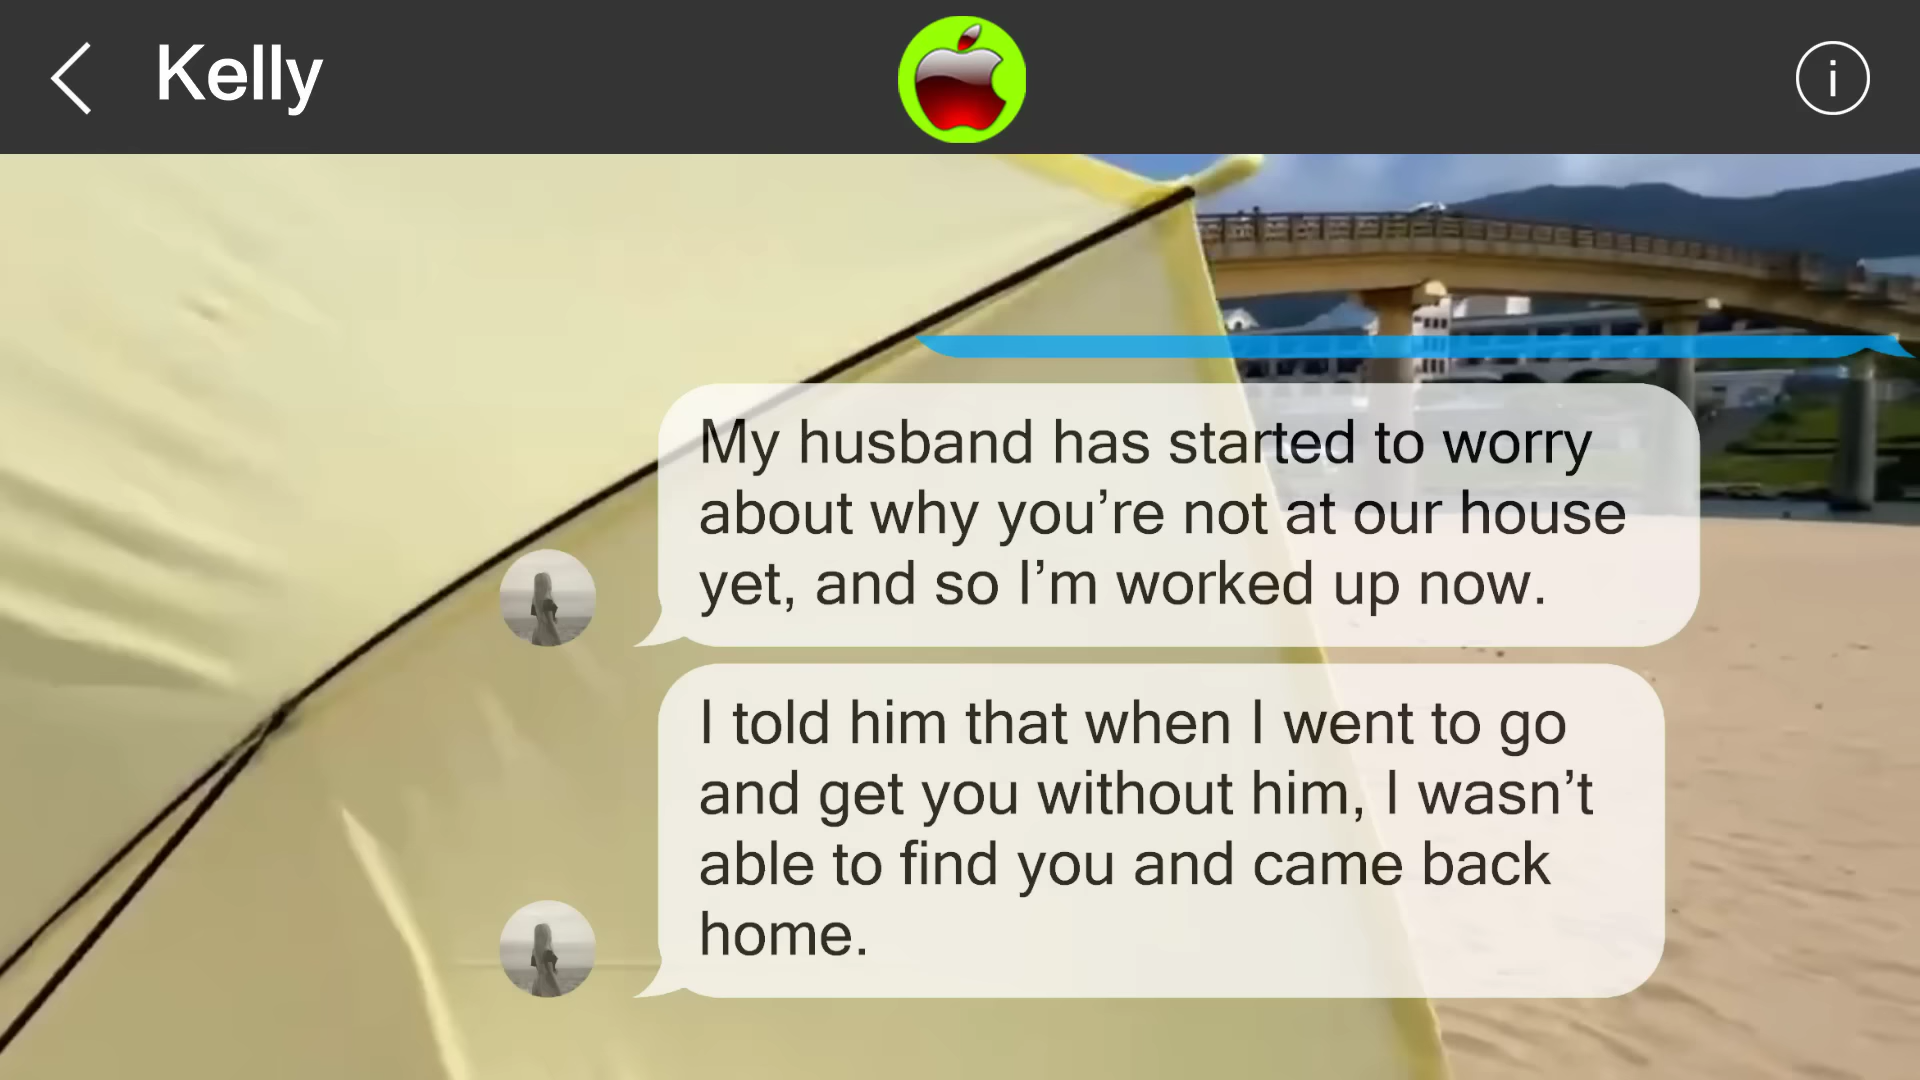 Kelly
My husband has started to worry
about why you’re not at our house
yet, and so I’m worked up now.
I told him that when I went to go
and get you without him, I wasn’t
able to find you and came back
home.